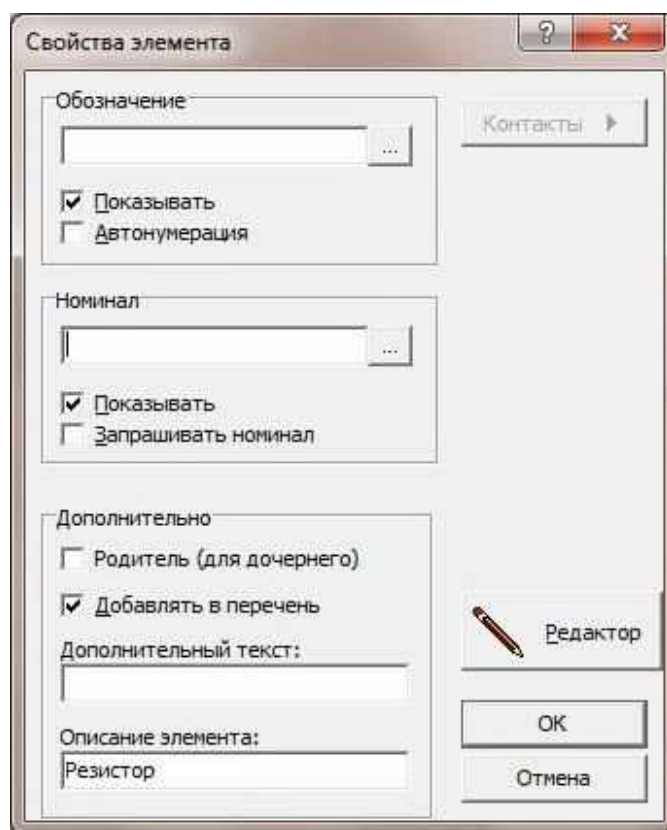 Свойства элемента
Обозначение
Контакты
...
Показывать
Автонумерация
Номинал
...
Показывать
Запрашивать номинал
Дополнительно
Родитель (для дочернего)
Добавлять в перечень
Редактор
Дополнительный текст:
OK
Описание элемента:
Резистор
Отмена